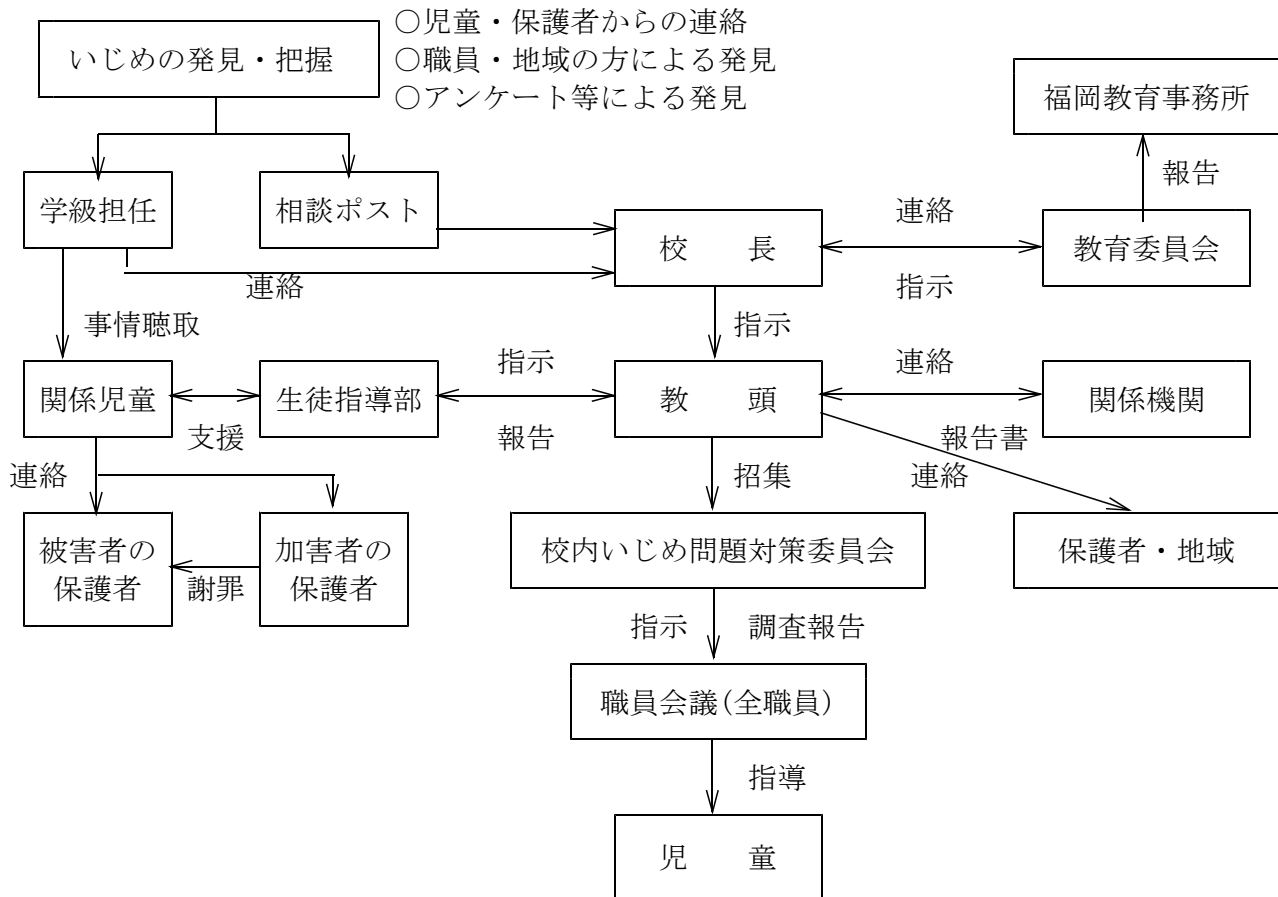 いじめの発見・把握
○児童・保護者からの連絡
○職員・地域の方による発見
○アンケート等による発見
福岡教育事務所
報告
学級担任
相談ポスト
校　　長
連絡
指示
教育委員会
連絡
事情聴取
指示
関係児童
支援
生徒指導部
指示
報告
教　　頭
連絡
関係機関
報告書
連絡
連絡
招集
被害者の
保護者
謝罪
加害者の
保護者
校内いじめ問題対策委員会
保護者・地域
指示
調査報告
職員会議(全職員)
指導
児　　童